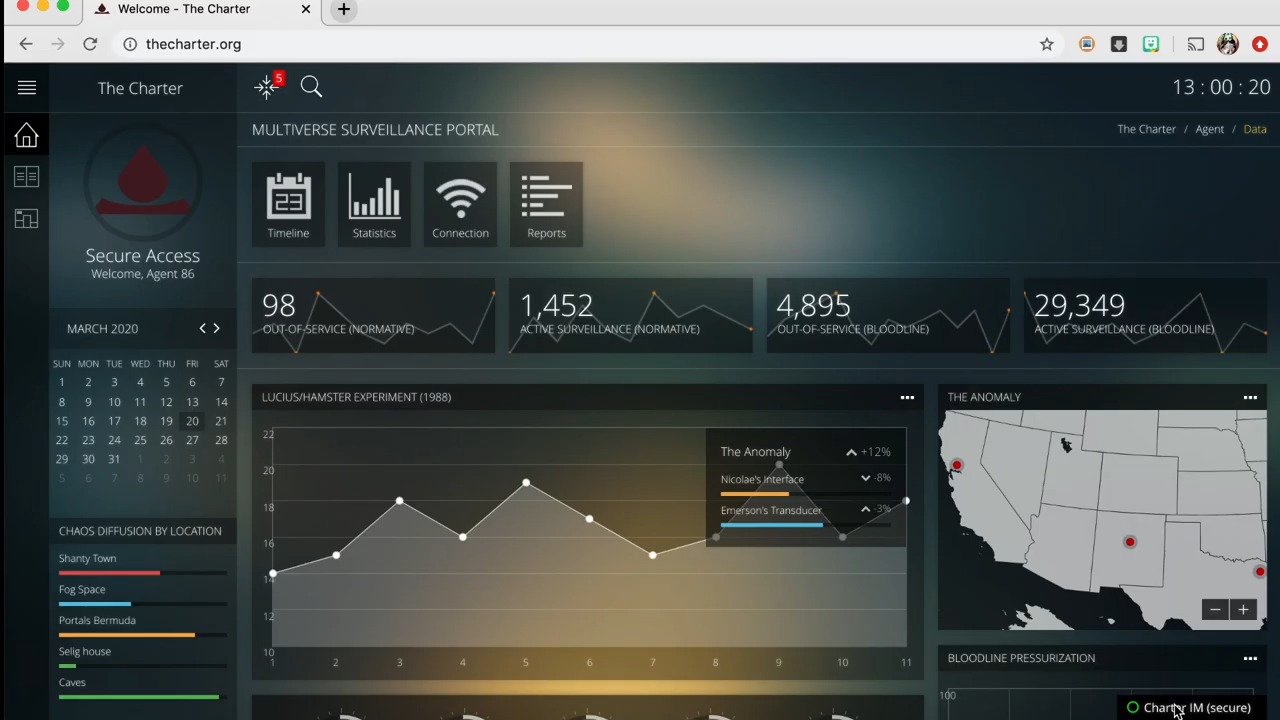 Welcome - The Charter
thecharter.org
The Charter
5
13 : 00 : 20
MULTIVERSE SURVEILLANCE PORTAL
The Charter / Agent / Data
23
Timeline
Statistics
Connection
Reports
Secure Access
Welcome, Agent 86
98
OUT-OF-SERVICE (NORMATIVE)
1,452
ACTIVE SURVEILLANCE (NORMATIVE)
4,895
OUT-OF-SERVICE (BLOODLINE)
29,349
ACTIVE SURVEILLANCE (BLOODLINE)
MARCH 2020
SUN MON TUE WED THU FRI SAT
1 2 3 4 5 6 7
8 9 10 11 12 13 14
15 16 17 18 19 20 21
22 23 24 25 26 27 28
29 30 31 1 2 3 4
5 6 7 8 9 10 11
CHAOS DIFFUSION BY LOCATION
Shanty Town
Fog Space
Portals Bermuda
Selig house
Caves
LUCIUS/HAMSTER EXPERIMENT (1988)
22
20
18
16
14
12
10
1 2 3 4 5 6 7 8 9 10 11
The Anomaly +12%
Nicolae's Interface -8%
Emerson's Transducer -3%
THE ANOMALY
BLOODLINE PRESSURIZATION
100
Charter IM (secure)